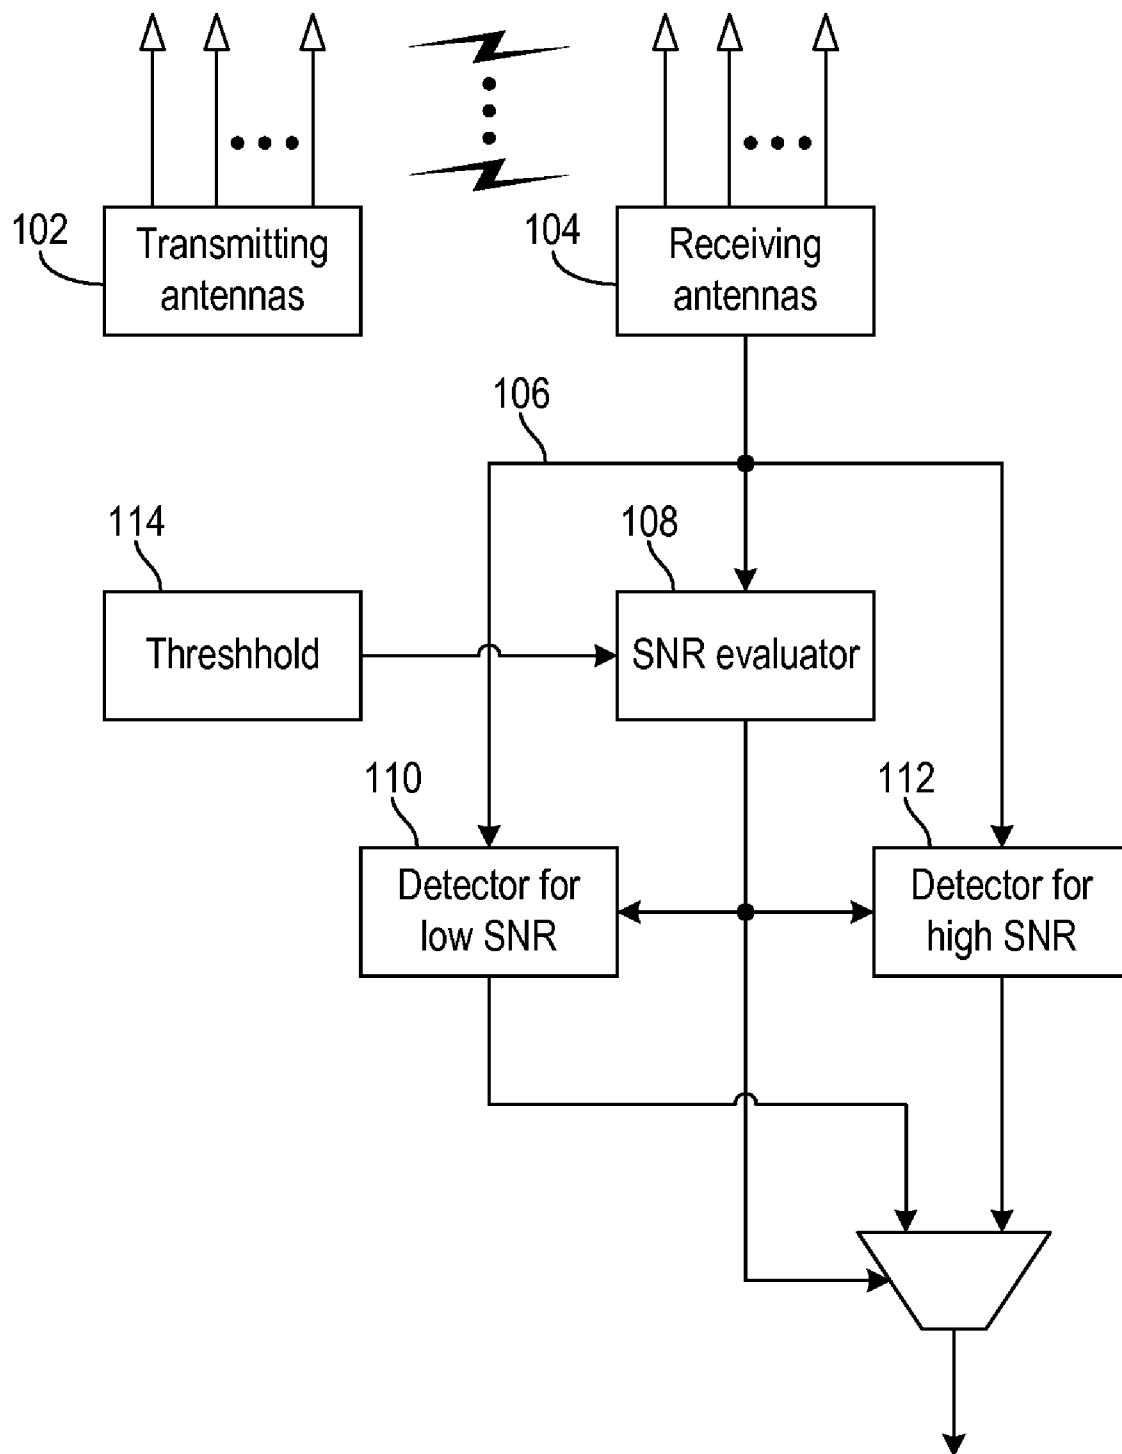 102
Transmitting
antennas
104
Receiving
antennas
106
114
Threshhold
108
SNR evaluator
110
Detector for
low SNR
112
Detector for
high SNR